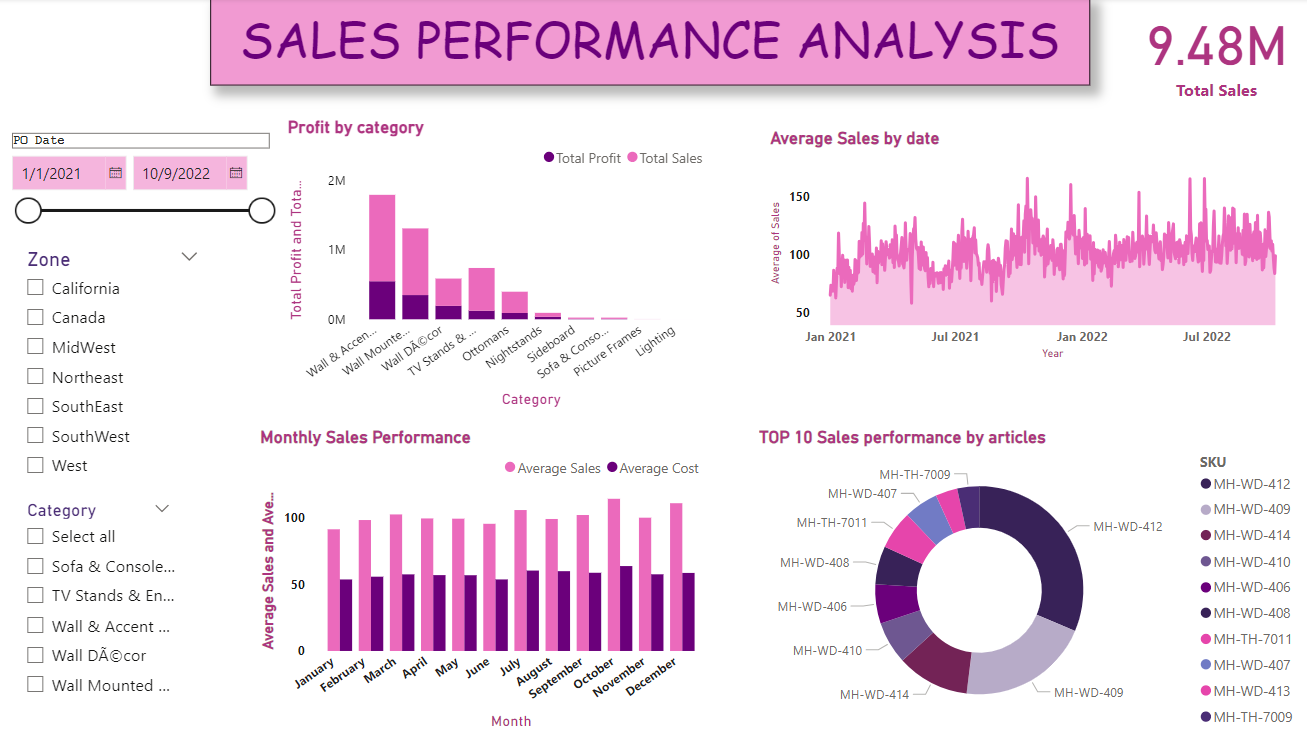 SALES PERFORMANCE ANALYSIS
9.48M
Total Sales
PO Date
1/1/2021
10/9/2022
Zone
California
Canada
MidWest
Northeast
SouthEast
SouthWest
West
Category
Select all
Sofa & Console...
TV Stands & En...
Wall & Accent ...
Wall DÃ©cor
Wall Mounted ...
Profit by category
Total Profit
Total Sales
Total Profit and Tota...
2M
1M
0M
Wall & Accen...
Wall Mounte...
Wall DÃ©cor
TV Stands & ...
Ottomans
Nightstands
Sideboard
Sofa & Conso...
Picture Frames
Lighting
Category
Average Sales by date
Average of Sales
150
100
50
Jan 2021
Jul 2021
Jan 2022
Jul 2022
Year
Monthly Sales Performance
Average Sales
Average Cost
Average Sales and Ave...
100
50
0
January
February
March
April
May
June
July
August
September
October
November
December
Month
TOP 10 Sales performance by articles
MH-TH-7009
MH-WD-407
MH-TH-7011
MH-WD-408
MH-WD-406
MH-WD-410
MH-WD-414
MH-WD-412
MH-WD-409
SKU
MH-WD-412
MH-WD-409
MH-WD-414
MH-WD-410
MH-WD-406
MH-WD-408
MH-TH-7011
MH-WD-407
MH-WD-413
MH-TH-7009